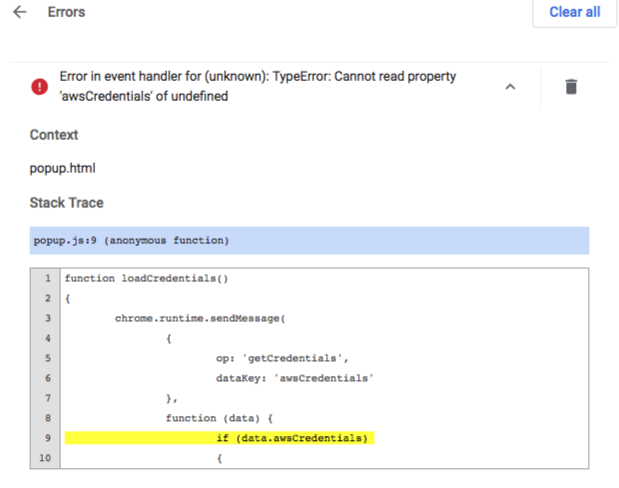 Errors
Clear all
Error in event handler for (unknown): TypeError: Cannot read property
'awsCredentials' of undefined
Context
popup.html
Stack Trace
popup.js:9 (anonymous function)
1 function loadCredentials()
2 {
3 chrome.runtime.sendMessage(
4 {
5 op: 'getCredentials',
6 dataKey: 'awsCredentials'
7 },
8 function (data) {
9 if (data.awsCredentials)
10 {